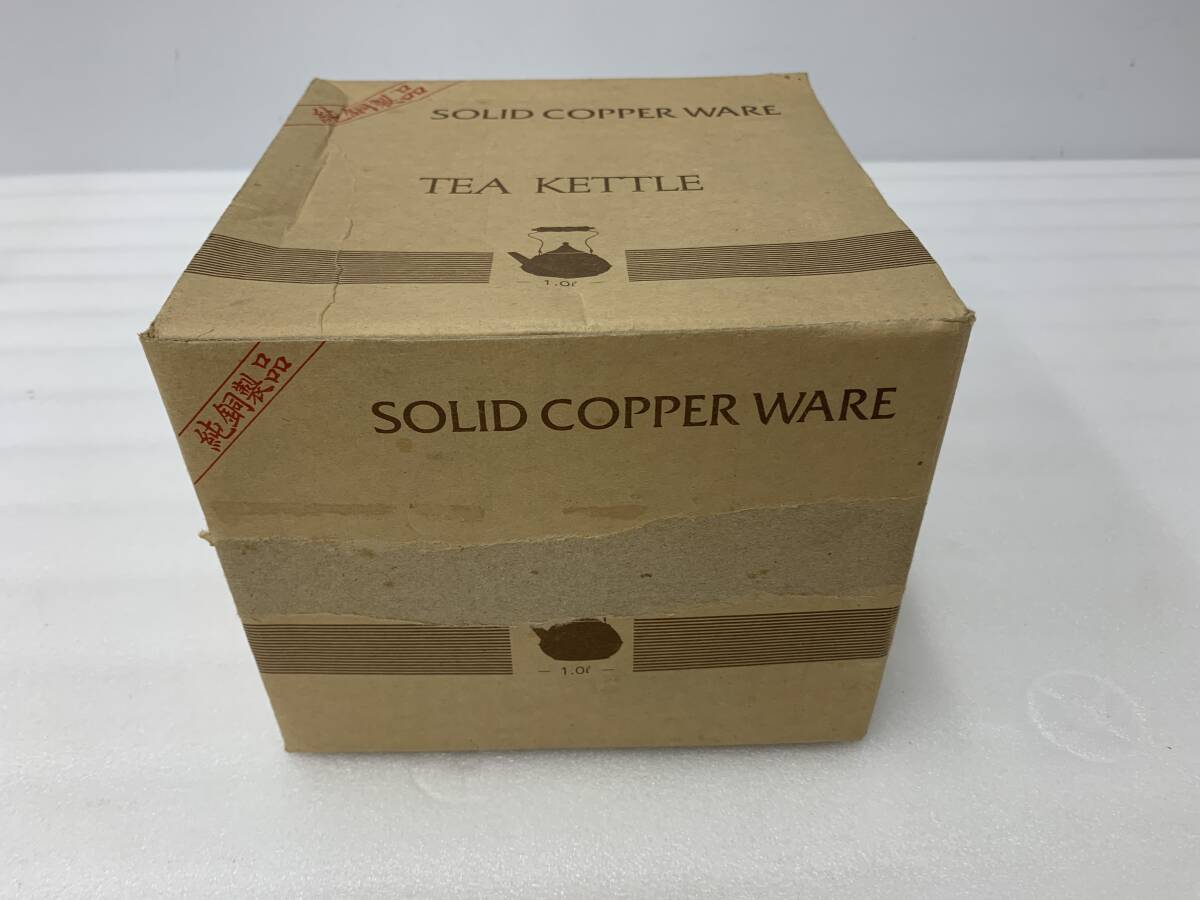 純銅製品
SOLID COPPER WARE
TEA KETTLE
1.0ℓ
純銅製品
SOLID COPPER WARE
1.0ℓ